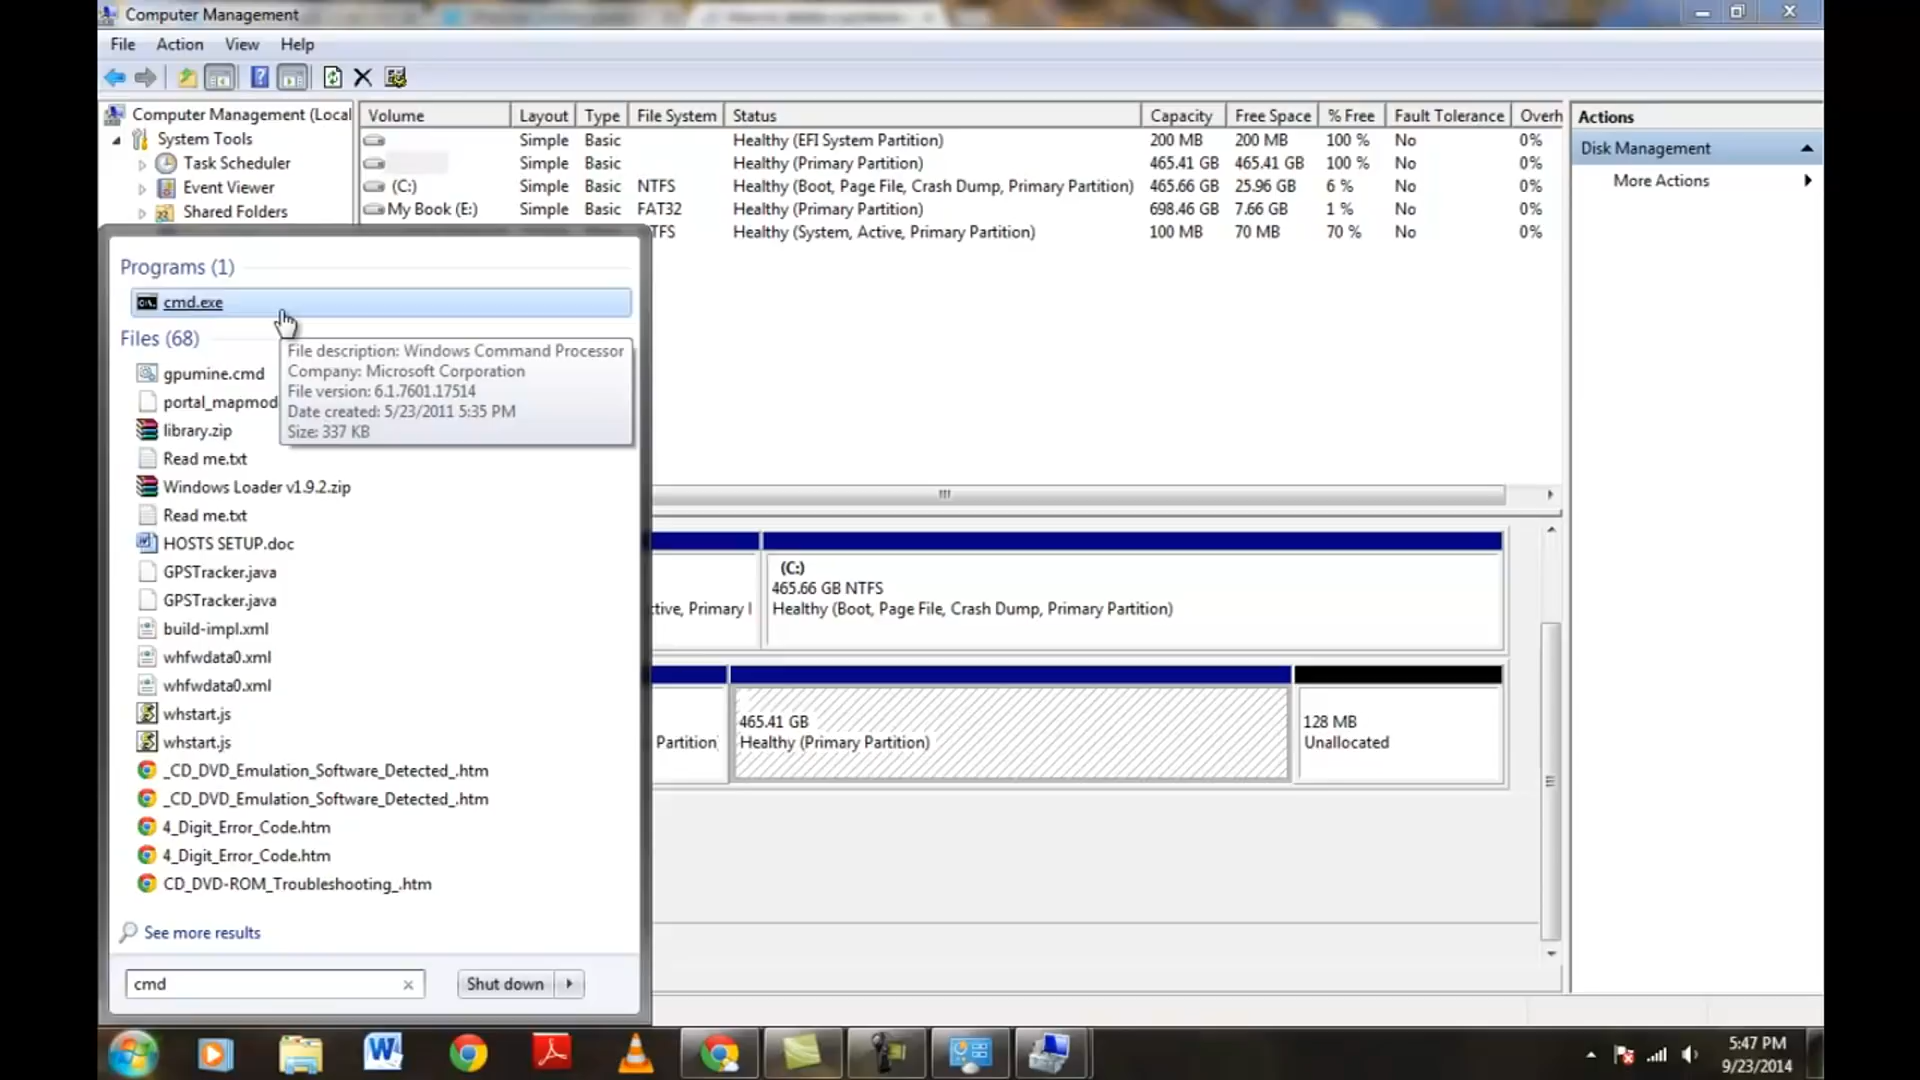 Computer Management
File Action View Help
Computer Management (Local
System Tools
Task Scheduler
Event Viewer
Shared Folders
Volume Layout Type File System Status Capacity Free Space % Free Fault Tolerance Overh
Simple Basic Healthy (EFI System Partition) 200 MB 200 MB 100 % No 0%
Simple Basic Healthy (Primary Partition) 465.41 GB 465.41 GB 100 % No 0%
(C:) Simple Basic NTFS Healthy (Boot, Page File, Crash Dump, Primary Partition) 465.66 GB 25.96 GB 6 % No 0%
My Book (E:) Simple Basic FAT32 Healthy (Primary Partition) 698.46 GB 7.66 GB 1 % No 0%
TFS Healthy (System, Active, Primary Partition) 100 MB 70 MB 70 % No 0%
Actions
Disk Management
More Actions
Programs (1)
cmd.exe
Files (68)
File description: Windows Command Processor
Company: Microsoft Corporation
File version: 6.1.7601.17514
Date created: 5/23/2011 5:35 PM
Size: 337 KB
gpumine.cmd
portal_mapmod
library.zip
Read me.txt
Windows Loader v1.9.2.zip
Read me.txt
HOSTS SETUP.doc
GPSTracker.java
GPSTracker.java
build-impl.xml
whfwdata0.xml
whfwdata0.xml
whstart.js
whstart.js
_CD_DVD_Emulation_Software_Detected_.htm
_CD_DVD_Emulation_Software_Detected_.htm
4_Digit_Error_Code.htm
4_Digit_Error_Code.htm
CD_DVD-ROM_Troubleshooting_.htm
See more results
cmd
Shut down
(C:)
465.66 GB NTFS
ctive, Primary I Healthy (Boot, Page File, Crash Dump, Primary Partition)
465.41 GB
Partition) Healthy (Primary Partition)
128 MB
Unallocated
5:47 PM
9/23/2014